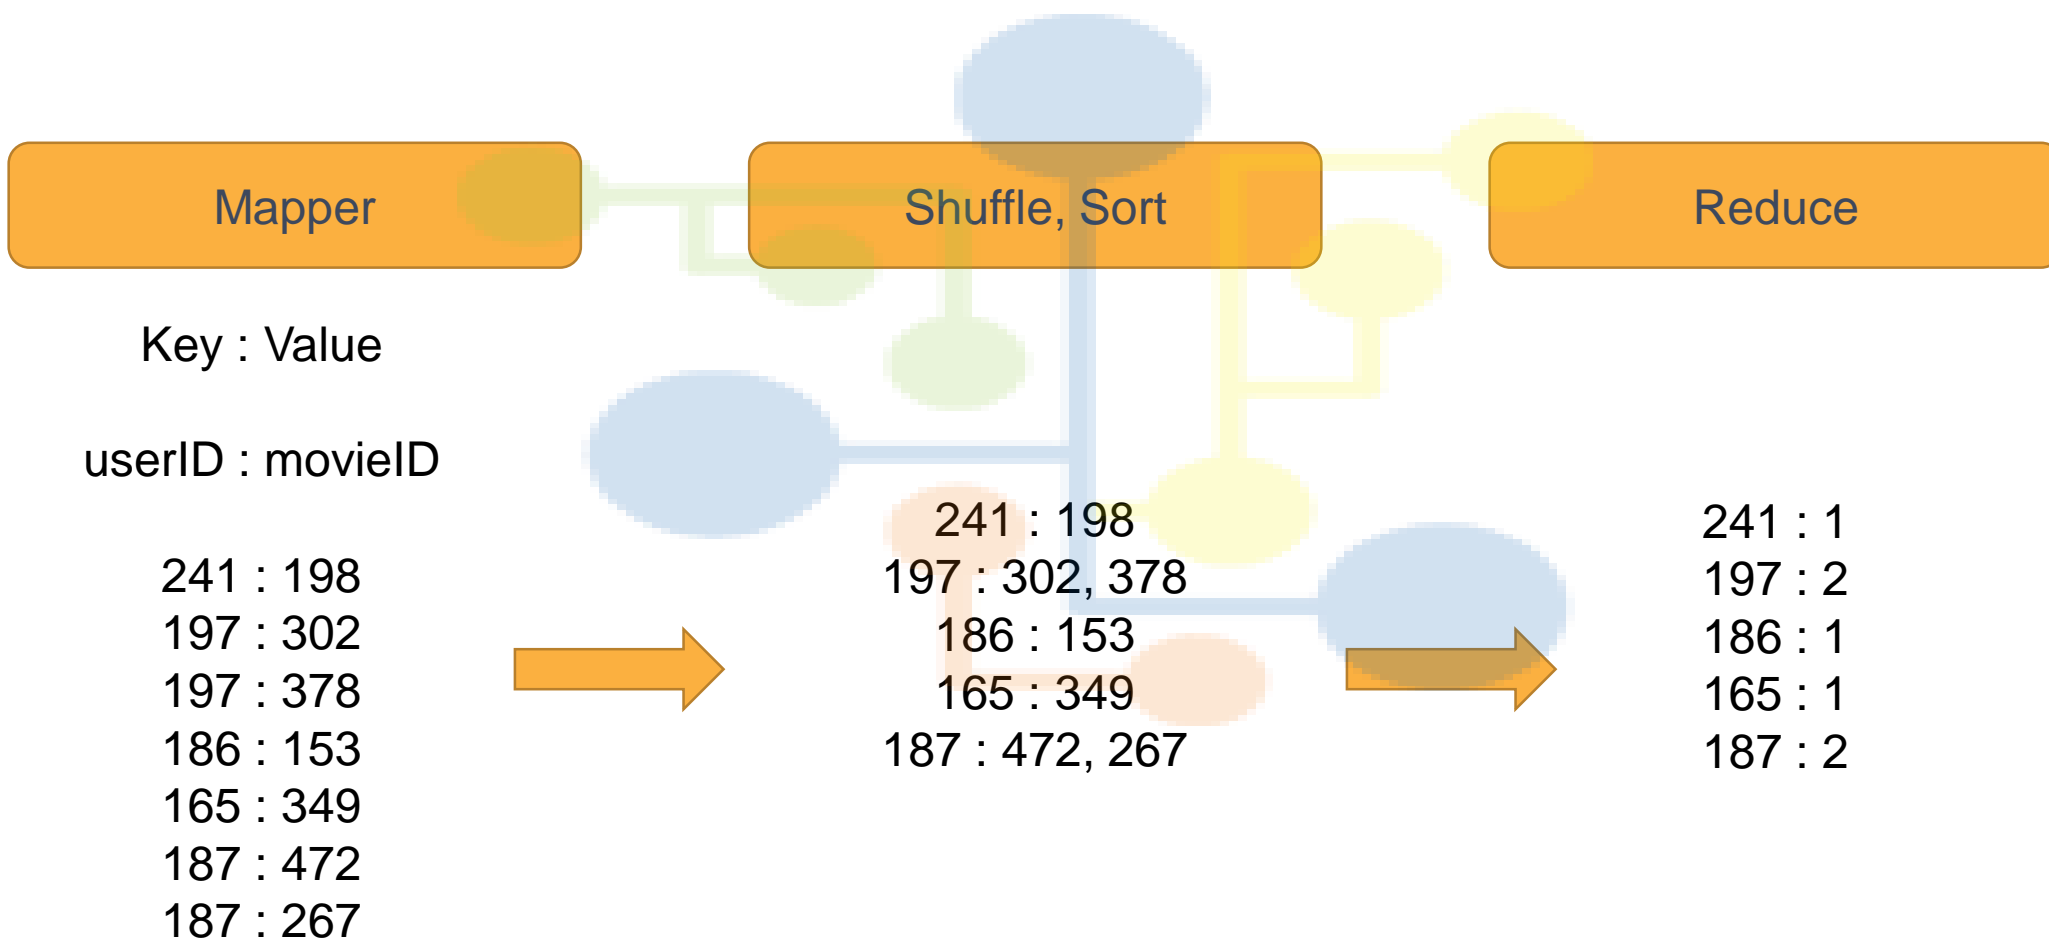 Mapper
Shuffle, Sort
Reduce
Key : Value
userID : movieID
241 : 198
197 : 302
197 : 378
186 : 153
165 : 349
187 : 472
187 : 267
241 : 198
197 : 302, 378
186 : 153
165 : 349
187 : 472, 267
241 : 1
197 : 2
186 : 1
165 : 1
187 : 2